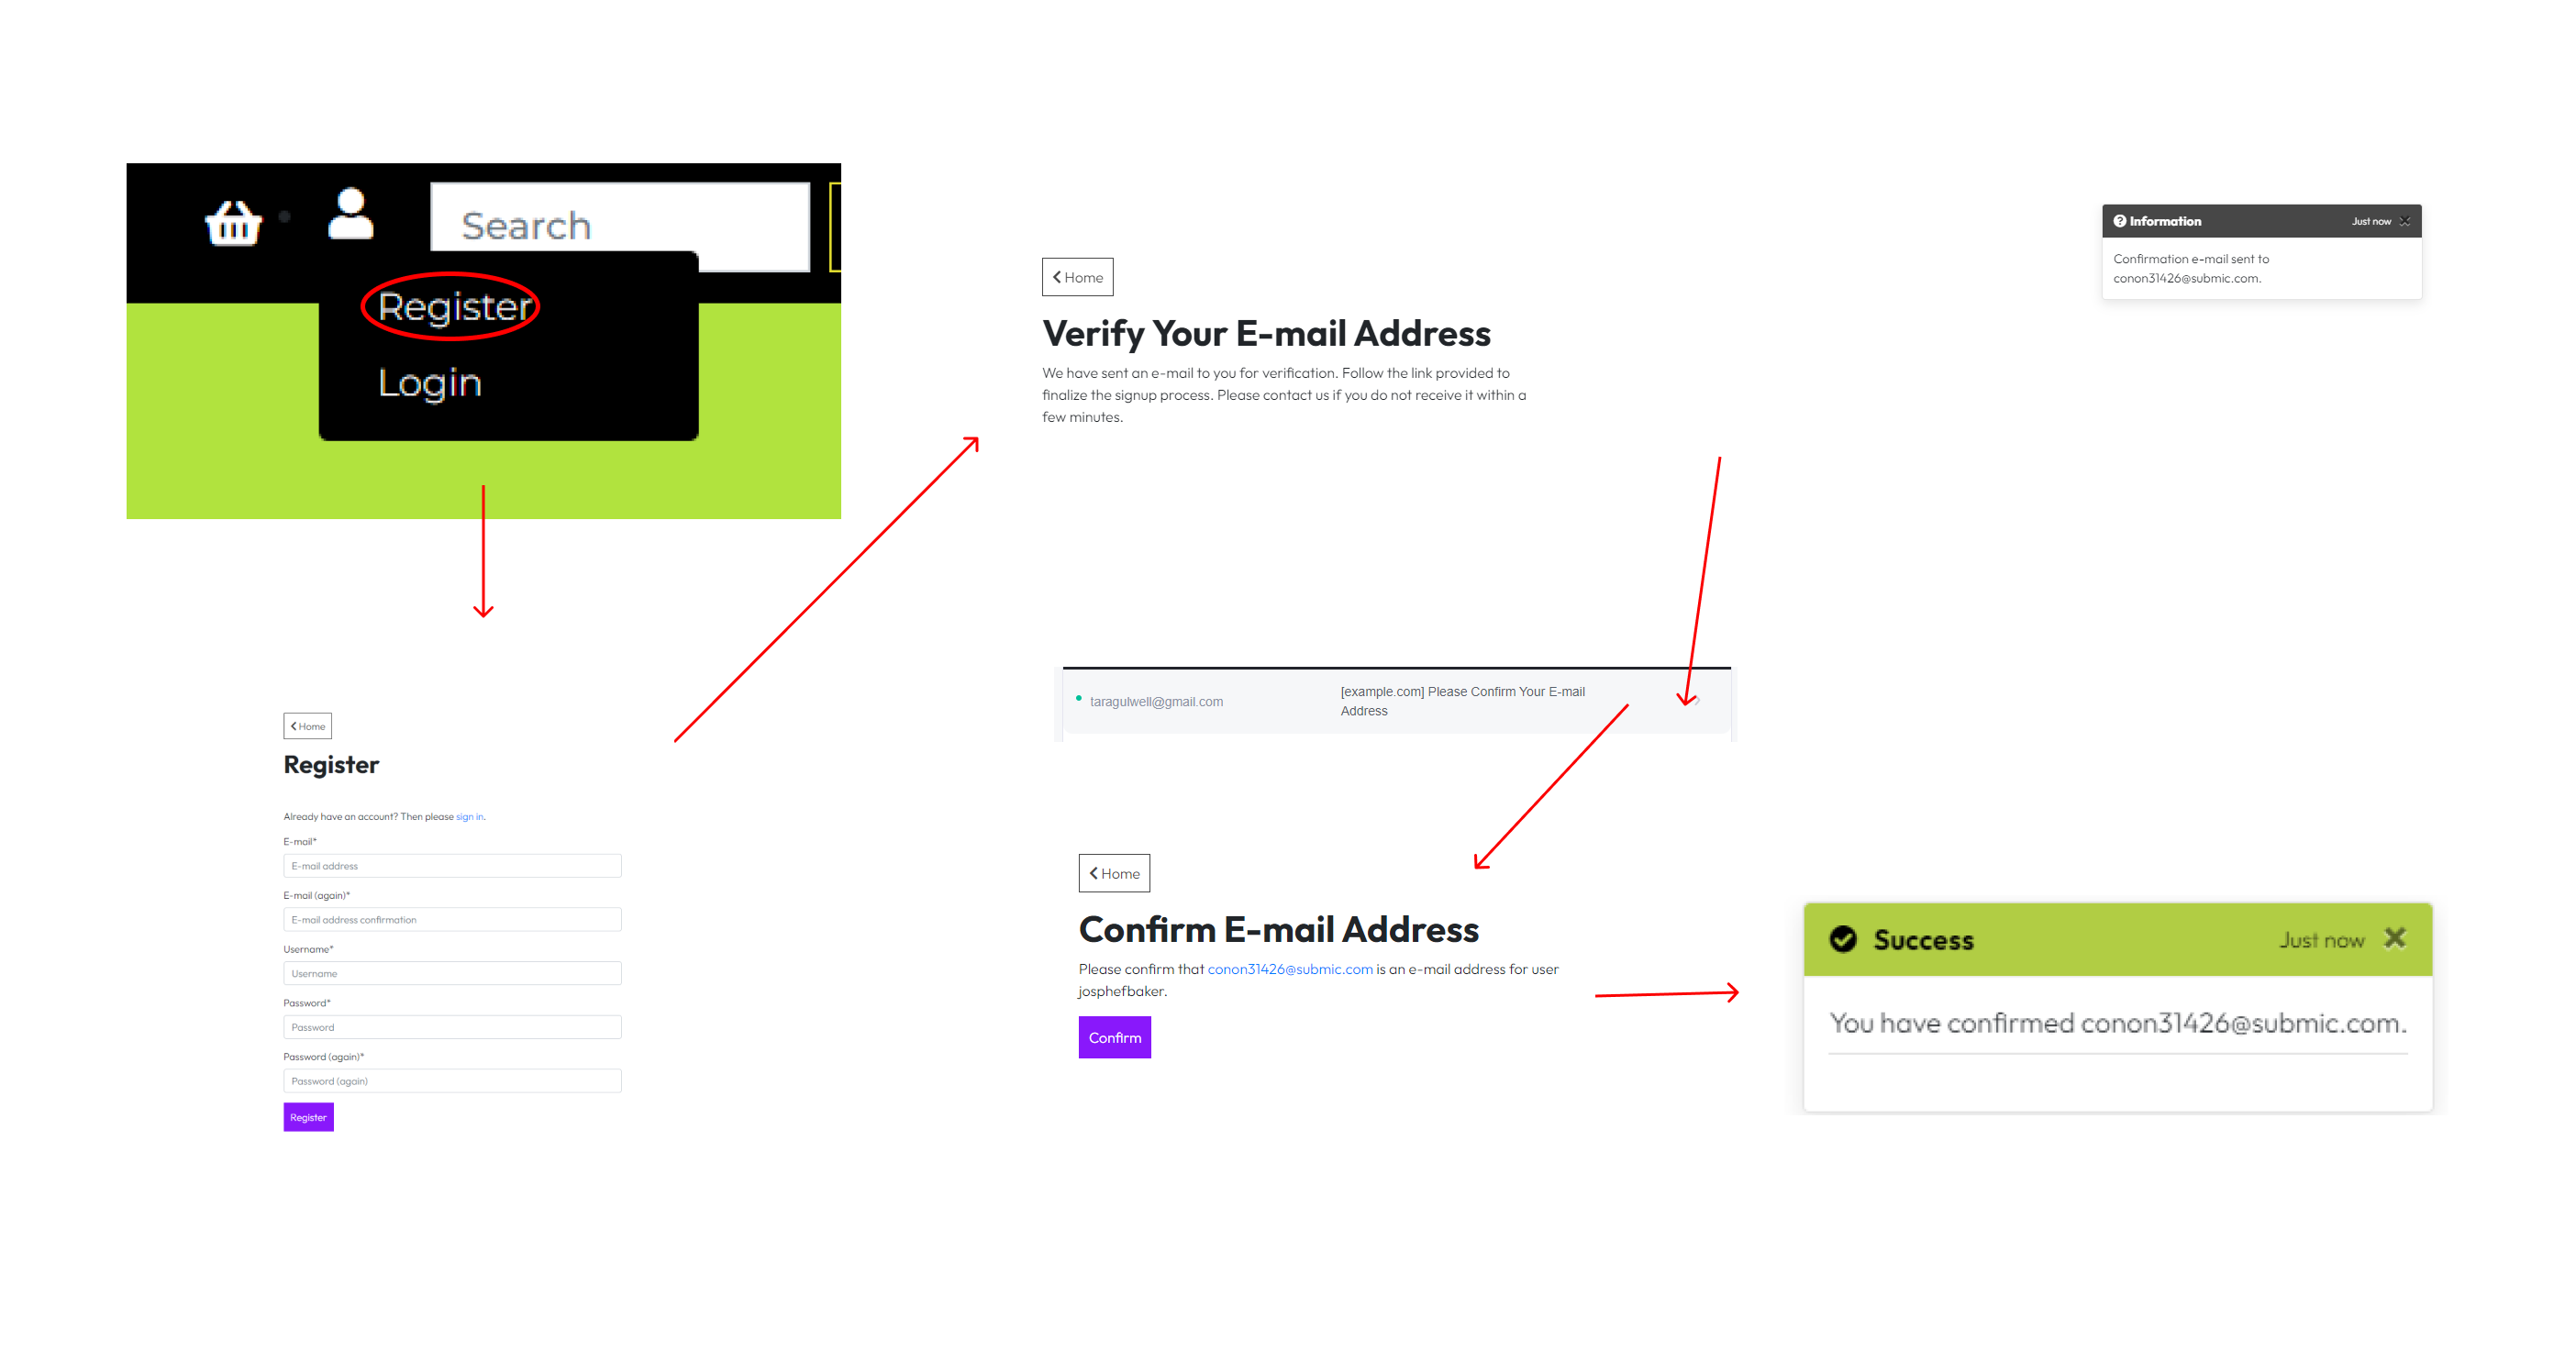 Search
Register
Login
Home
Register
Already have an account? Then please sign in.
E-mail*
E-mail address
E-mail (again)*
E-mail address confirmation
Username*
Username
Password*
Password
Password (again)*
Password (again)
Register
Home
Verify Your E-mail Address
We have sent an e-mail to you for verification. Follow the link provided to
finalize the signup process. Please contact us if you do not receive it within a
few minutes.
Information Just now
Confirmation e-mail sent to
conon31426@submic.com.
taragulwell@gmail.com
[example.com] Please Confirm Your E-mail
Address
Home
Confirm E-mail Address
Please confirm that conon31426@submic.com is an e-mail address for user
josphefbaker.
Confirm
Success Just now
You have confirmed conon31426@submic.com.